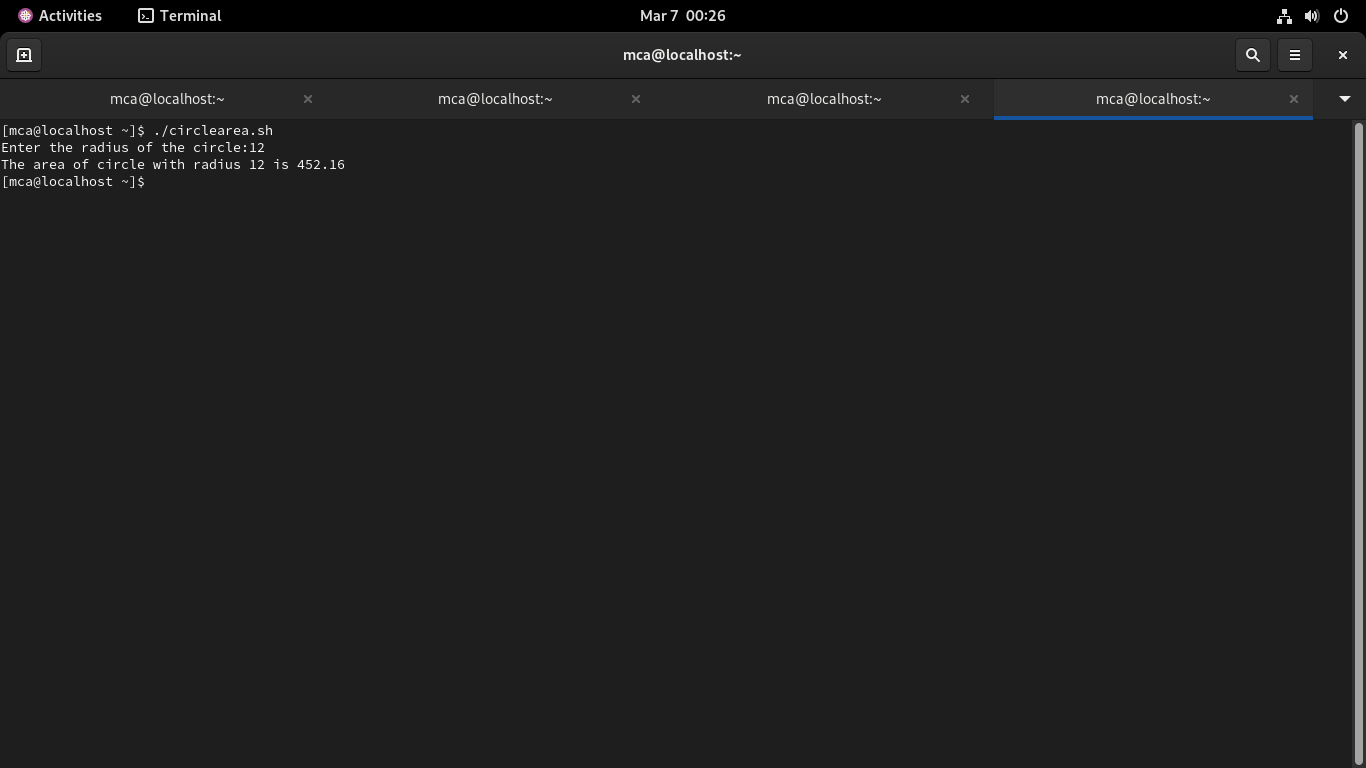 Activities Terminal Mar 7 00:26
mca@localhost:~
mca@localhost:~ mca@localhost:~ mca@localhost:~ mca@localhost:~
[mca@localhost ~]$ ./circlearea.sh
Enter the radius of the circle:12
The area of circle with radius 12 is 452.16
[mca@localhost ~]$